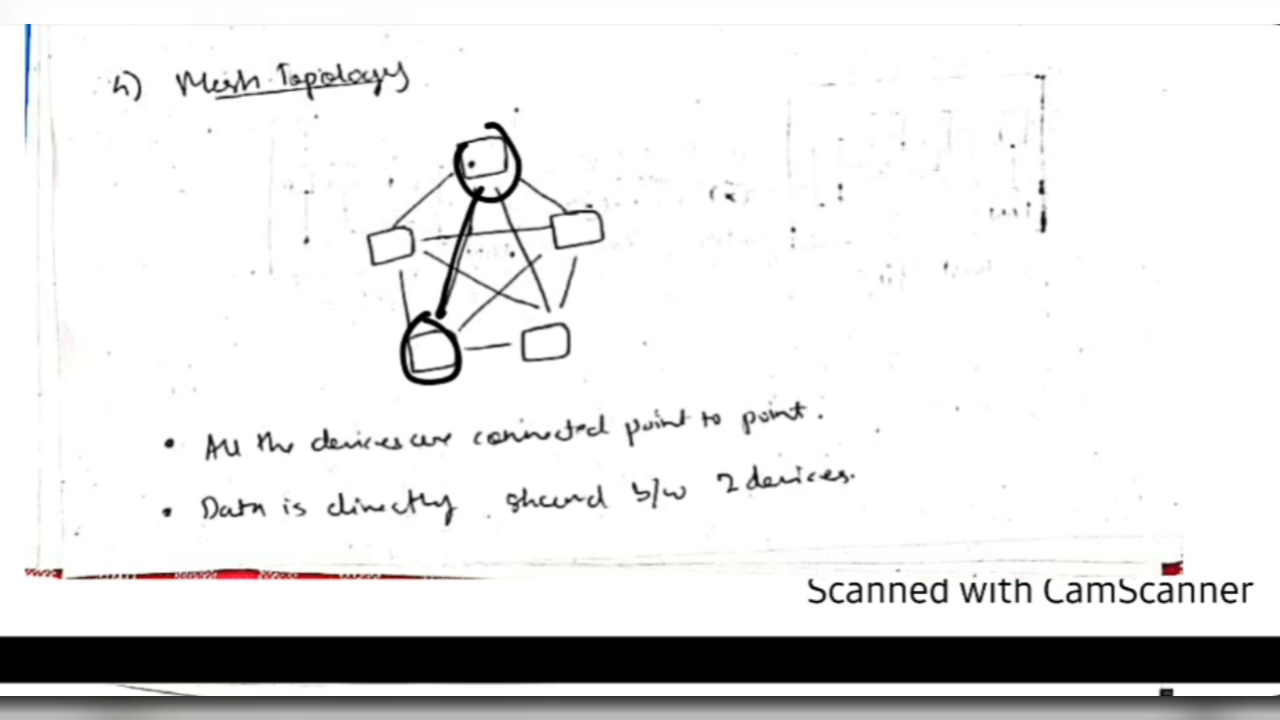 4) Mesh Topology
• All the devices are connected point to point.
• Data is directly shared b/w 2 devices.
Scanned with CamScanner